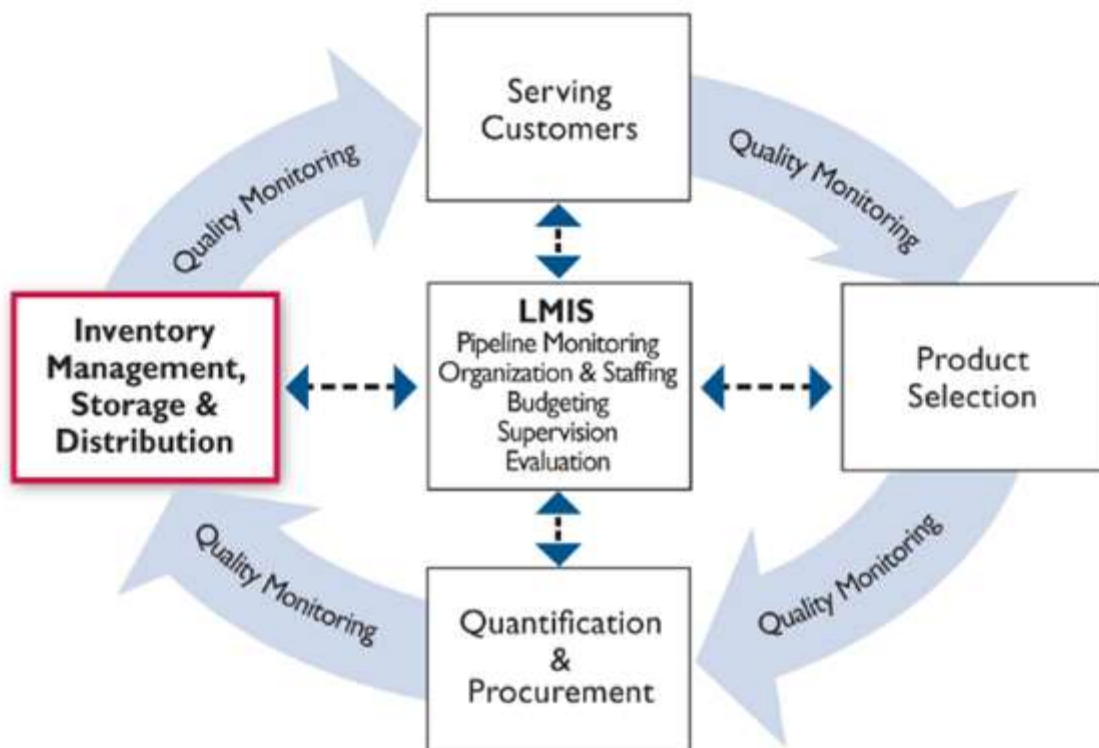 Serving
Customers
Quality Monitoring
Quality Monitoring
Inventory
Management,
Storage &
Distribution
LMIS
Pipeline Monitoring
Organization & Staffing
Budgeting
Supervision
Evaluation
Product
Selection
Quality Monitoring
Quality Monitoring
Quantification
&
Procurement